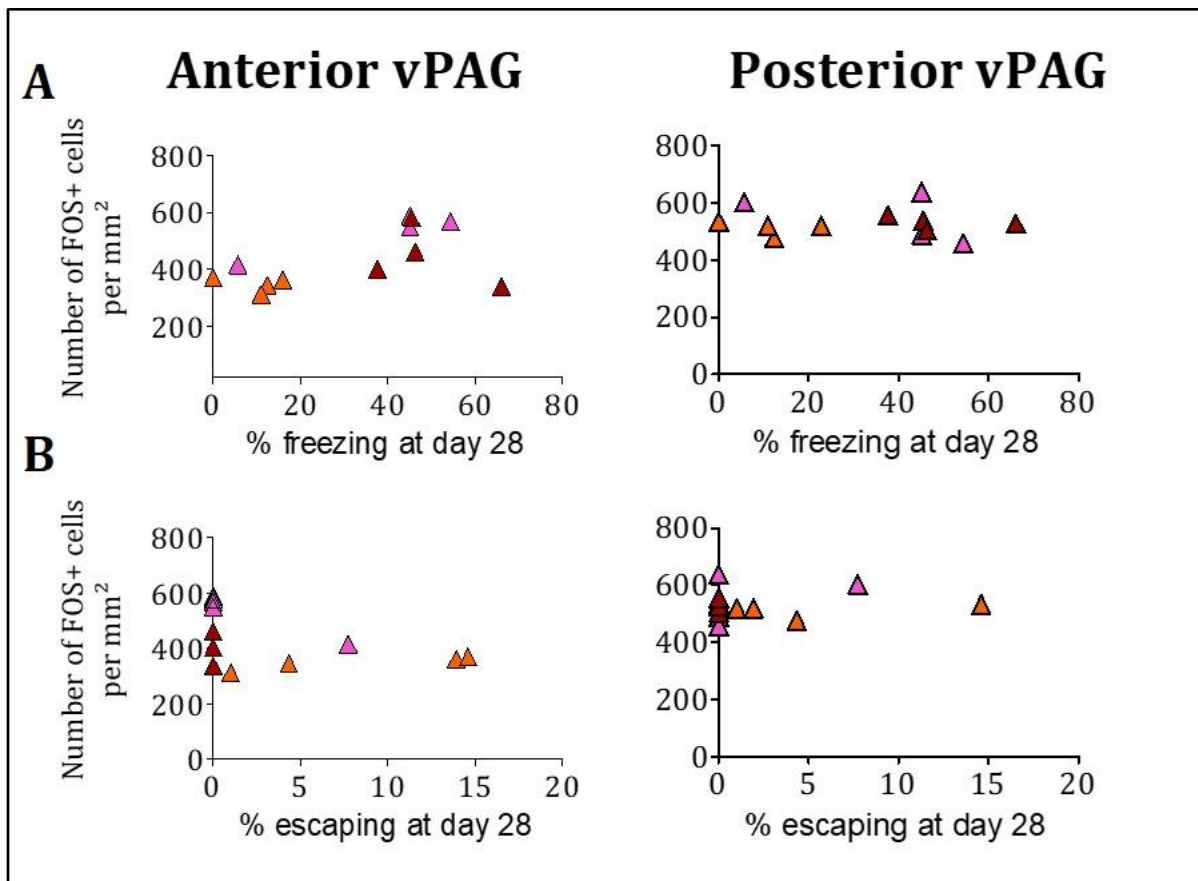 Anterior vPAG
Posterior vPAG
A
Number of FOS+ cells
per mm²
800
600
400
200
0 20 40 60 80
% freezing at day 28
800
600
400
200
0
0 20 40 60 80
% freezing at day 28
B
Number of FOS+ cells
per mm²
800
600
400
200
0
0 5 10 15 20
% escaping at day 28
800
600
400
200
0
0 5 10 15 20
% escaping at day 28